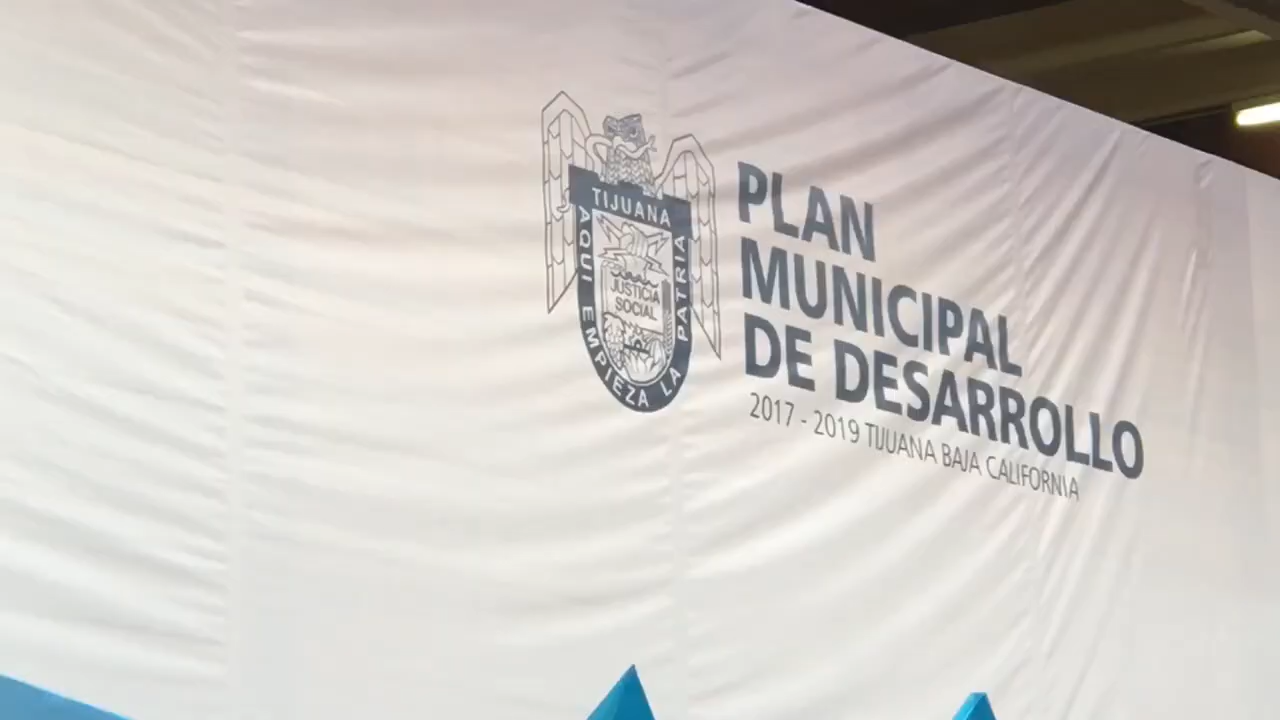 TIJUANA
AQUI EMPIEZA LA PATRIA
JUSTICIA
SOCIAL
PLAN
MUNICIPAL
DE DESARROLLO
2017 - 2019 TIJUANA BAJA CALIFORNIA